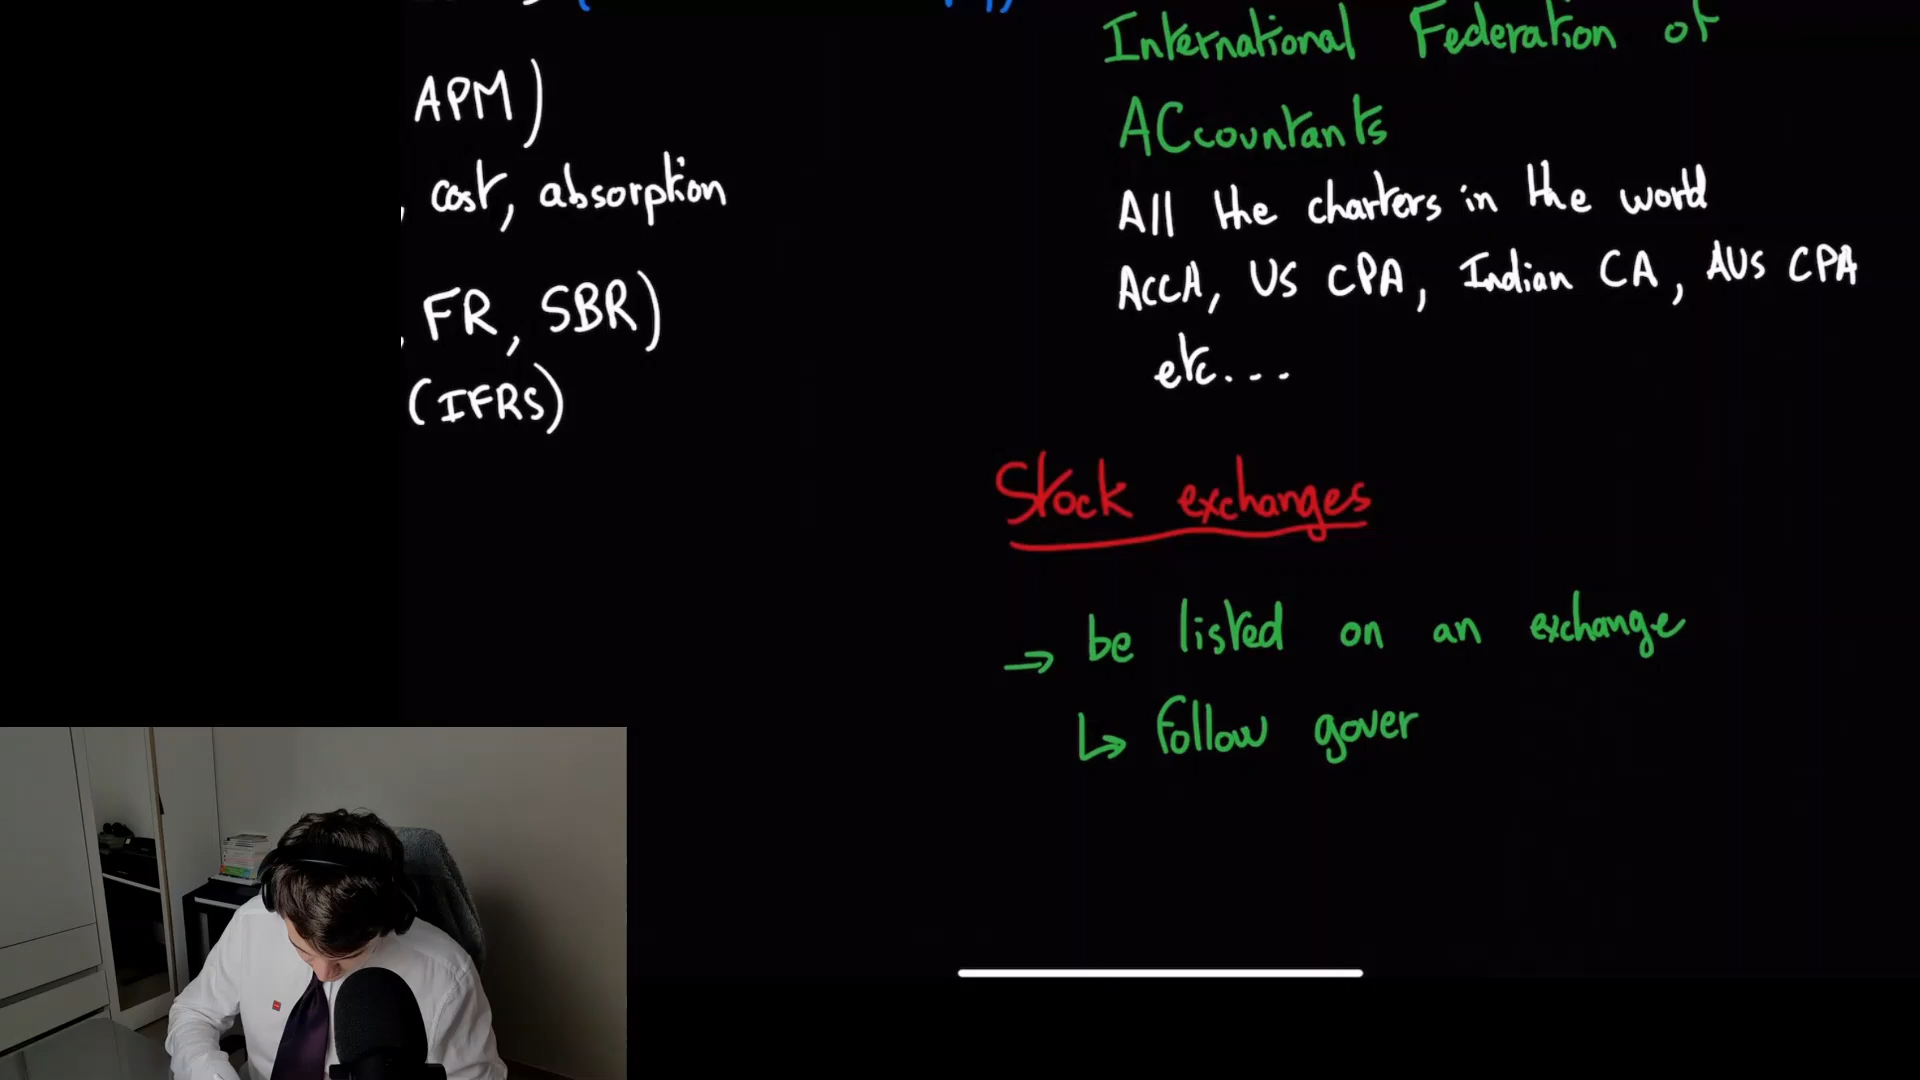 APM)
, cost, absorption
, FR, SBR)
(IFRS)
International Federation of
ACcountants
All the charters in the world
ACCA, US CPA, Indian CA, AUS CPA
etc...
Stock exchanges
→ be listed on an exchange
↳ follow gover